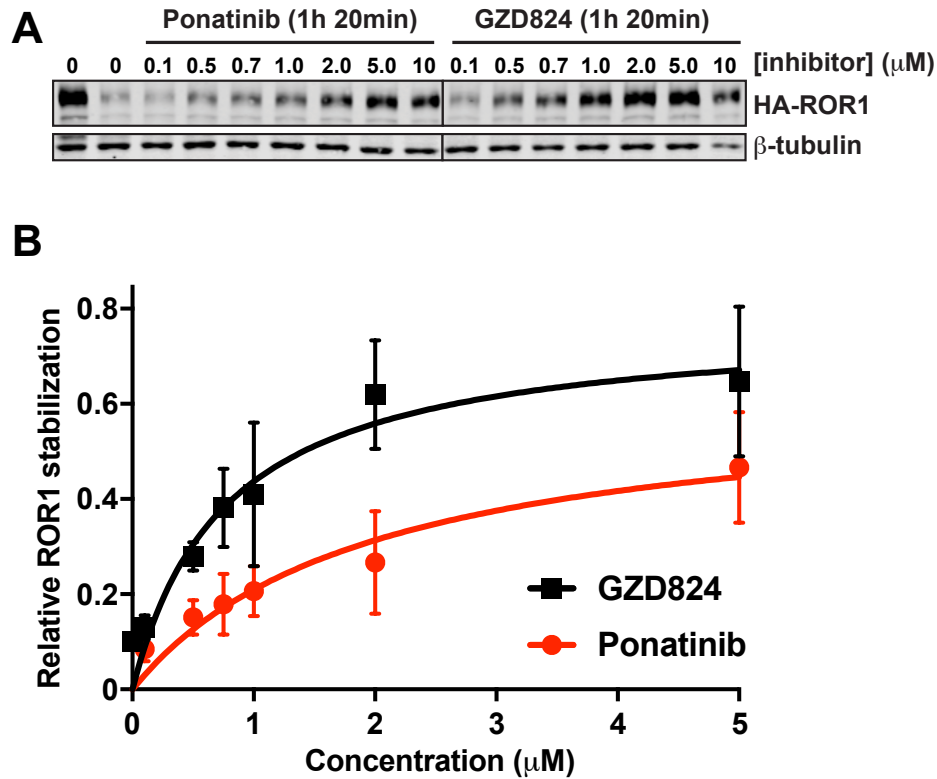 A
Ponatinib (1h 20min) GZD824 (1h 20min)
0 0 0.1 0.5 0.7 1.0 2.0 5.0 10 0.1 0.5 0.7 1.0 2.0 5.0 10 [inhibitor] (μM)
HA-ROR1
β-tubulin
B
Relative ROR1 stabilization
0.8
0.6
0.4
0.2
0
GZD824
Ponatinib
0 1 2 3 4 5
Concentration (μM)